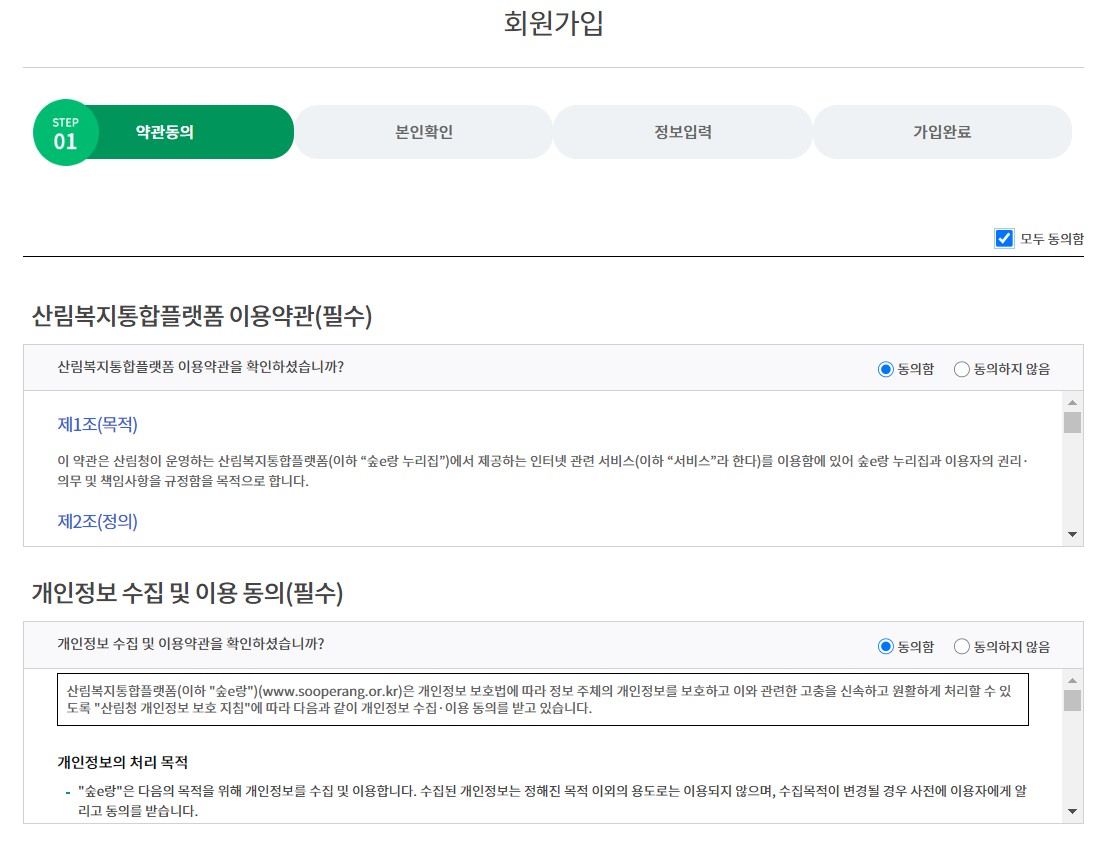 회원가입
STEP
01
약관동의
본인확인
정보입력
가입완료
모두 동의함
산림복지통합플랫폼 이용약관(필수)
산림복지통합플랫폼 이용약관을 확인하셨습니까?
동의함 동의하지 않음
제1조(목적)
이 약관은 산림청이 운영하는 산림복지통합플랫폼(이하 “숲e랑 누리집”)에서 제공하는 인터넷 관련 서비스(이하 “서비스”라 한다)를 이용함에 있어 숲e랑 누리집과 이용자의 권리·
의무 및 책임사항을 규정함을 목적으로 합니다.
제2조(정의)
개인정보 수집 및 이용 동의(필수)
개인정보 수집 및 이용약관을 확인하셨습니까?
동의함 동의하지 않음
산림복지통합플랫폼(이하 "숲e랑")(www.sooperang.or.kr)은 개인정보 보호법에 따라 정보 주체의 개인정보를 보호하고 이와 관련한 고충을 신속하고 원활하게 처리할 수 있
도록 "산림청 개인정보 보호 지침"에 따라 다음과 같이 개인정보 수집·이용 동의를 받고 있습니다.
개인정보의 처리 목적
- "숲e랑"은 다음의 목적을 위해 개인정보를 수집 및 이용합니다. 수집된 개인정보는 정해진 목적 이외의 용도로는 이용되지 않으며, 수집목적이 변경될 경우 사전에 이용자에게 알
리고 동의를 받습니다.